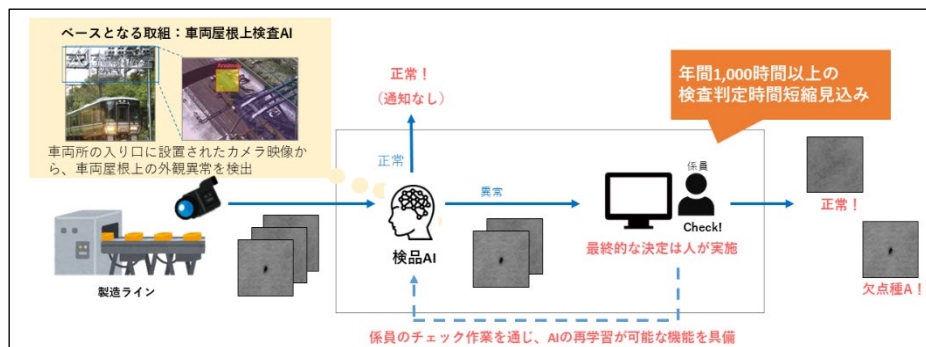 ベースとなる取組：車両屋根上検査AI
車両所の入り口に設置されたカメラ映像か
ら、車両屋根上の外観異常を検出
正常！
（通知なし）
年間1,000時間以上の
検査判定時間短縮見込み
正常
異常
係員
Check!
検品AI
最終的な決定は人が実施
正常！
製造ライン
欠点種A！
係員のチェック作業を通じ、AIの再学習が可能な機能を具備